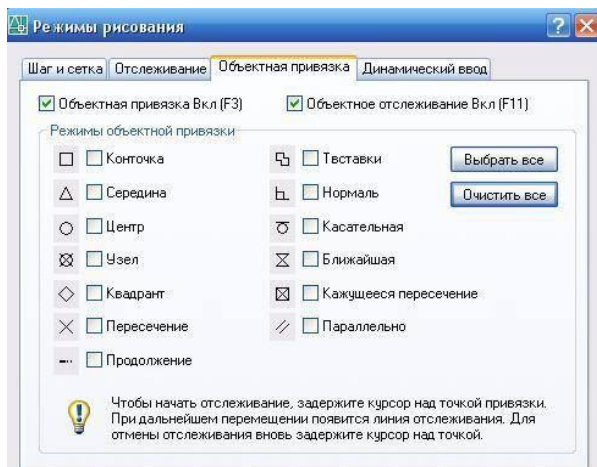 Режимы рисования
Шаг и сетка Отслеживание Объектная привязка Динамический ввод
Объектная привязка Вкл (F3) Объектное отслеживание Вкл (F11)
Режимы объектной привязки
Конточка Твставки Выбрать все
Середина Нормаль Очистить все
Центр Касательная
Узел Ближайшая
Квадрант Кажущееся пересечение
Пересечение Параллельно
Продолжение
Чтобы начать отслеживание, задержите курсор над точкой привязки.
При дальнейшем перемещении появится линия отслеживания. Для
отмены отслеживания вновь задержите курсор над точкой.